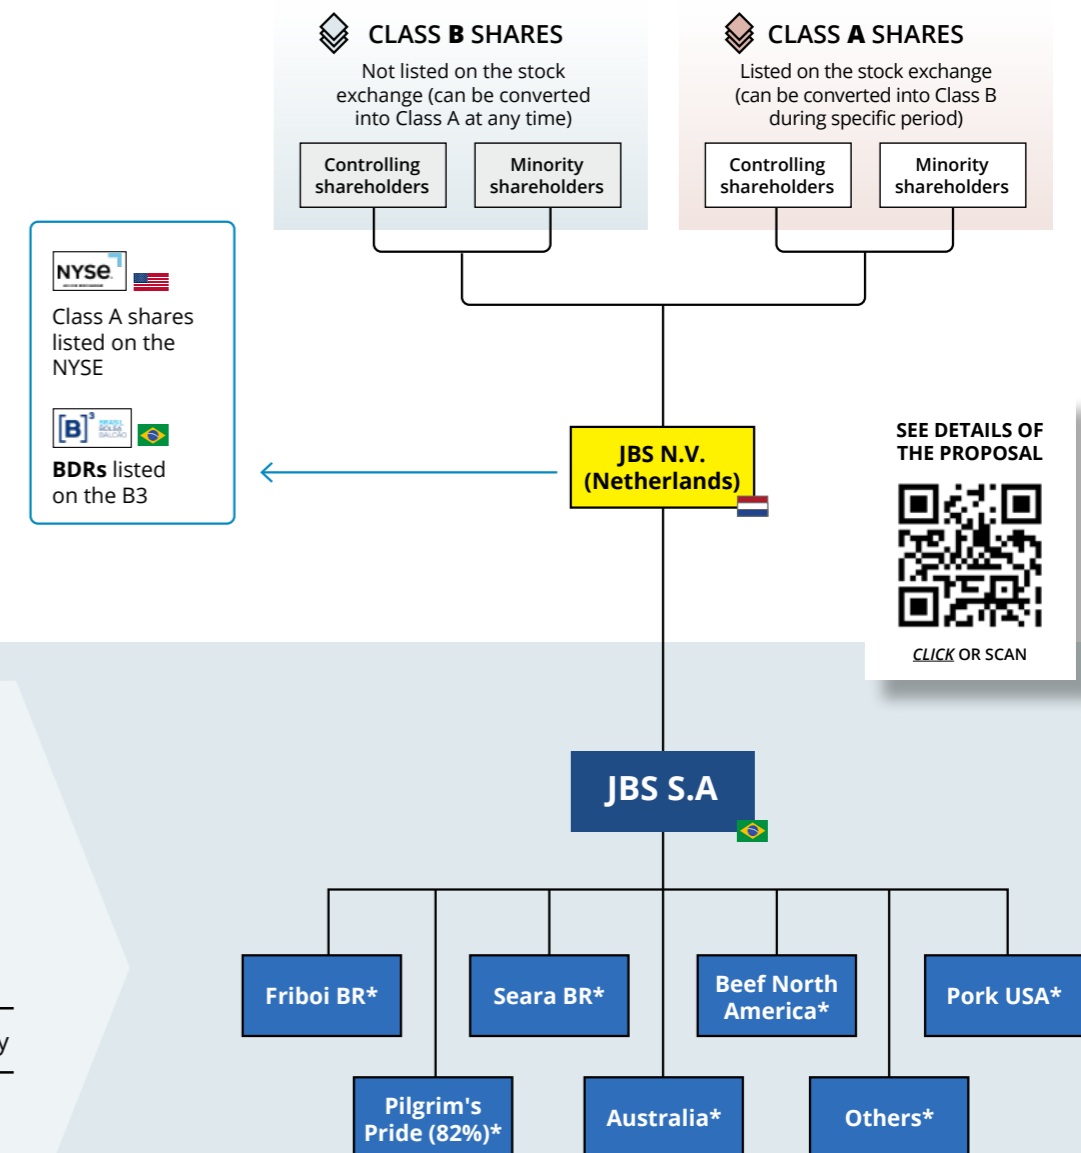 CLASS B SHARES
Not listed on the stock
exchange (can be converted
into Class A at any time)
Controlling
shareholders
Minority
shareholders
CLASS A SHARES
Listed on the stock exchange
(can be converted into Class B
during specific period)
Controlling
shareholders
Minority
shareholders
NYSE
Class A shares
listed on the
NYSE
[B]³ BRASIL
BOLSA
BALCÃO
BDRs listed
on the B3
JBS N.V.
(Netherlands)
SEE DETAILS OF
THE PROPOSAL
CLICK OR SCAN
JBS S.A
Friboi BR*
Seara BR*
Beef North
America*
Pork USA*
y
Pilgrim's
Pride (82%)*
Australia*
Others*